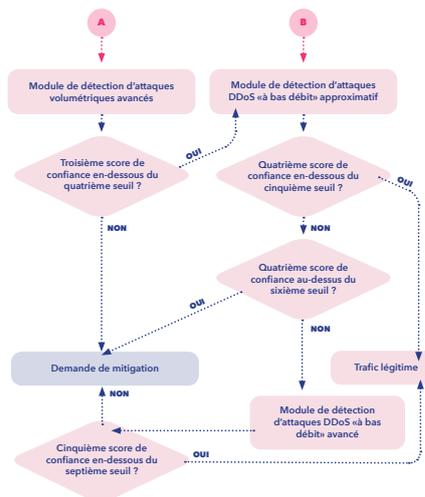 A
B
Module de détection d'attaques
volumétriques avancés
Module de détection d'attaques
DDoS «à bas débit» approximatif
OUI
Troisième score de
confiance en-dessous du
quatrième seuil ?
Quatrième score de
confiance en-dessous du
cinquième seuil ?
OUI
NON
NON
Quatrième score de
confiance au-dessus du
sixième seuil ?
OUI
NON
Demande de mitigation
Trafic légitime
NON
Module de détection
d'attaques DDoS «à bas
débit» avancé
Cinquième score de
confiance en-dessous du
septième seuil ?
OUI